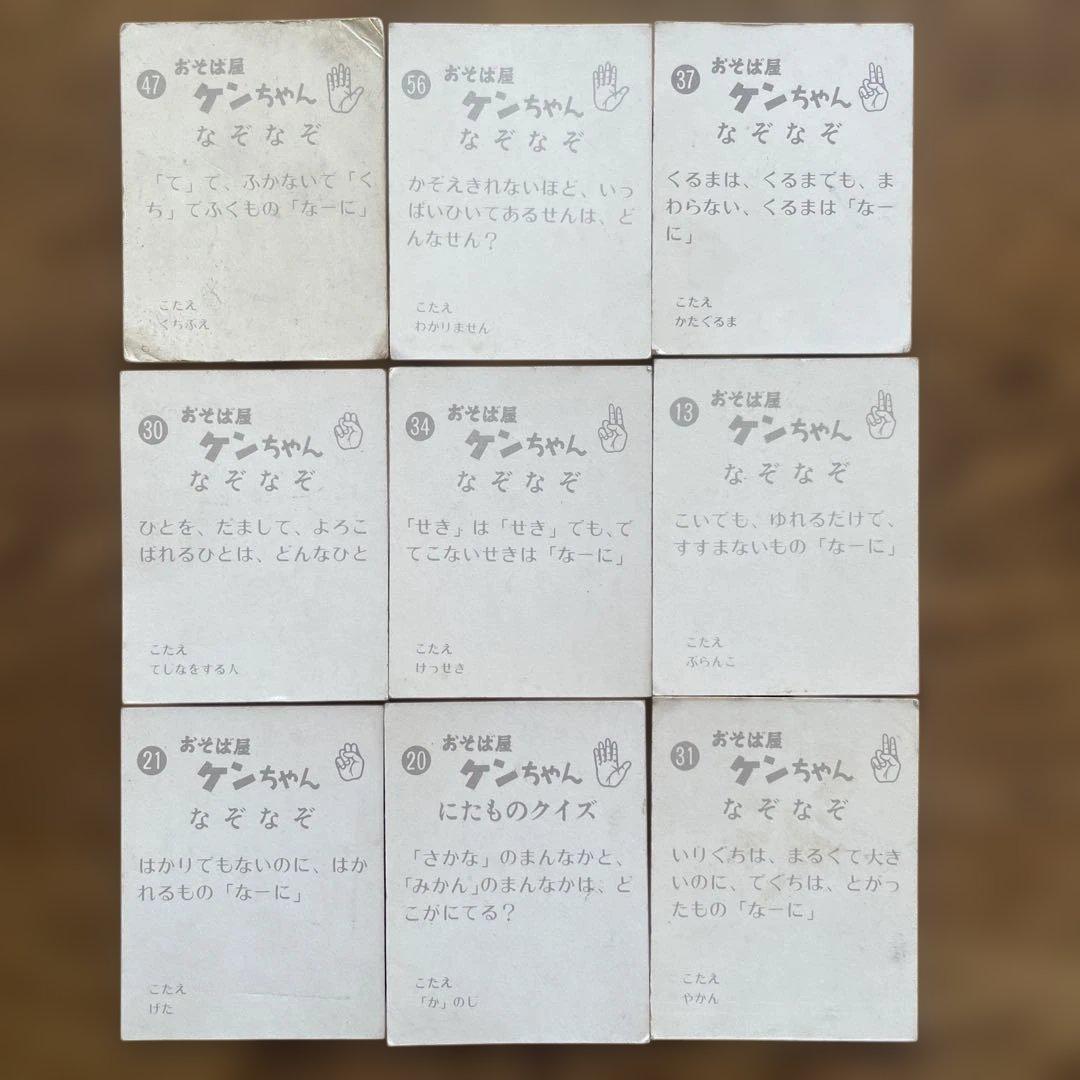 47
おそば屋
ケンちゃん
なぞなぞ
「て」で、ふかないで「く
ち」でふくもの「なーに」
こたえ
くちぶえ
56
おそば屋
ケンちゃん
なぞなぞ
かぞえきれないほど、いっ
ぱいひいてあるせんは、ど
んなせん？
こたえ
わかりません
37
おそば屋
ケンちゃん
なぞなぞ
くるまは、くるまでも、ま
わらない、くるまは「なー
に」
こたえ
かたぐるま
30
おそば屋
ケンちゃん
なぞなぞ
ひとを、だまして、よろこ
ばれるひとは、どんなひと
こたえ
てじなをする人
34
おそば屋
ケンちゃん
なぞなぞ
「せき」は「せき」でも、で
てこないせきは「なーに」
こたえ
けっせき
13
おそば屋
ケンちゃん
なぞなぞ
こいでも、ゆれるだけで、
すすまないもの「なーに」
こたえ
ぶらんこ
21
おそば屋
ケンちゃん
なぞなぞ
はかりでもないのに、はか
れるもの「なーに」
こたえ
げた
20
おそば屋
ケンちゃん
にたものクイズ
「さかな」のまんなかと、
「みかん」のまんなかは、ど
こがにてる？
こたえ
「か」のじ
31
おそば屋
ケンちゃん
なぞなぞ
いりぐちは、まるくて大き
いのに、でぐちは、とがっ
たもの「なーに」
こたえ
やかん